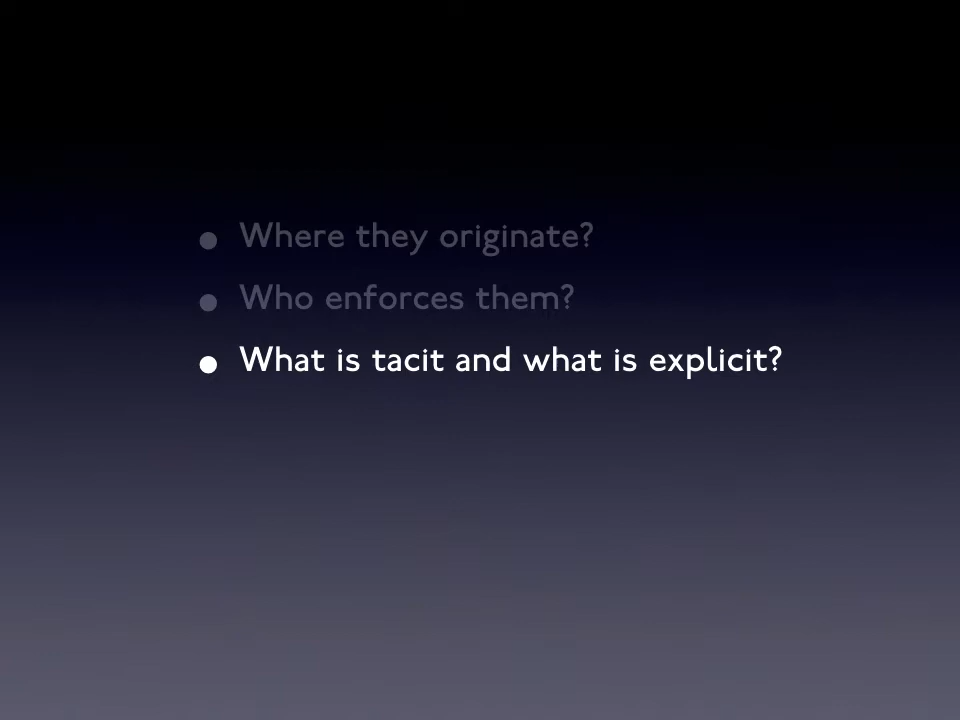 • Where they originate?
• Who enforces them?
• What is tacit and what is explicit?